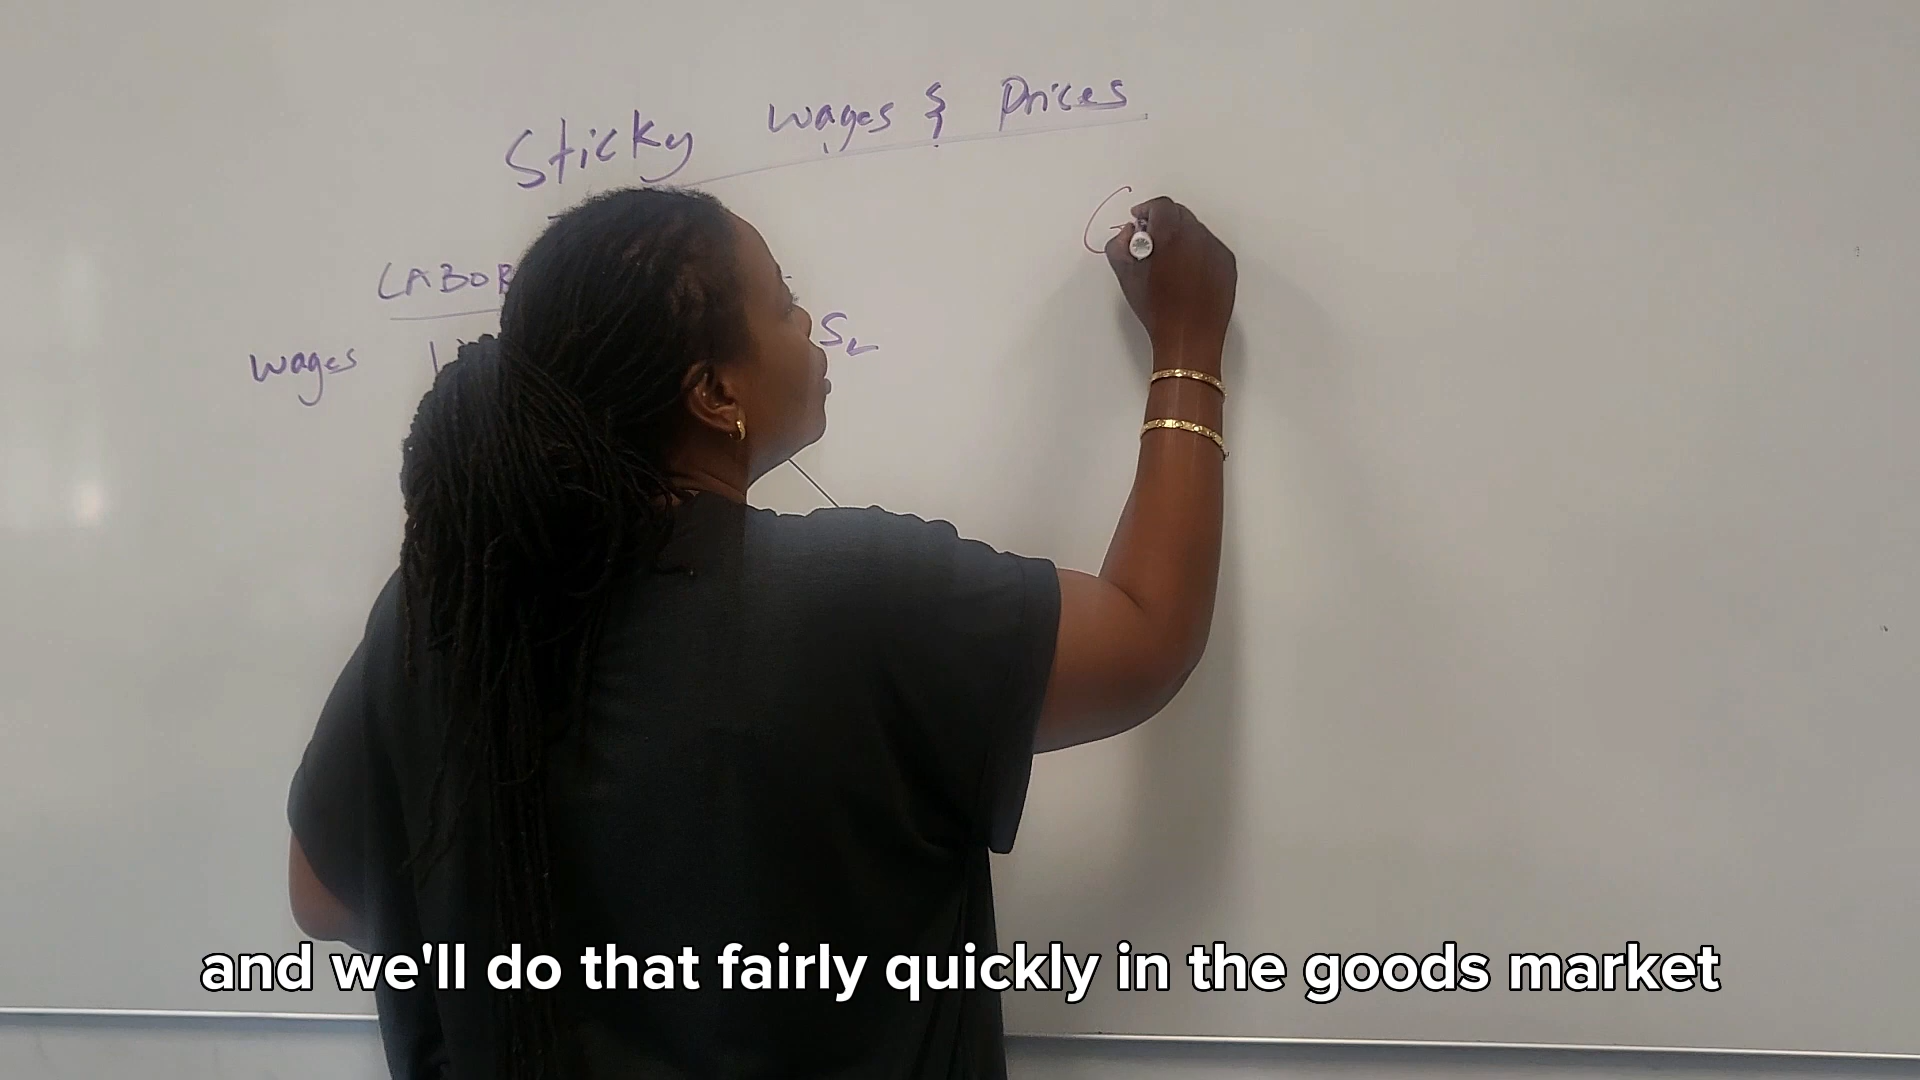 Sticky wages & Prices
LABOR
wages
S
and we'll do that fairly quickly in the goods market